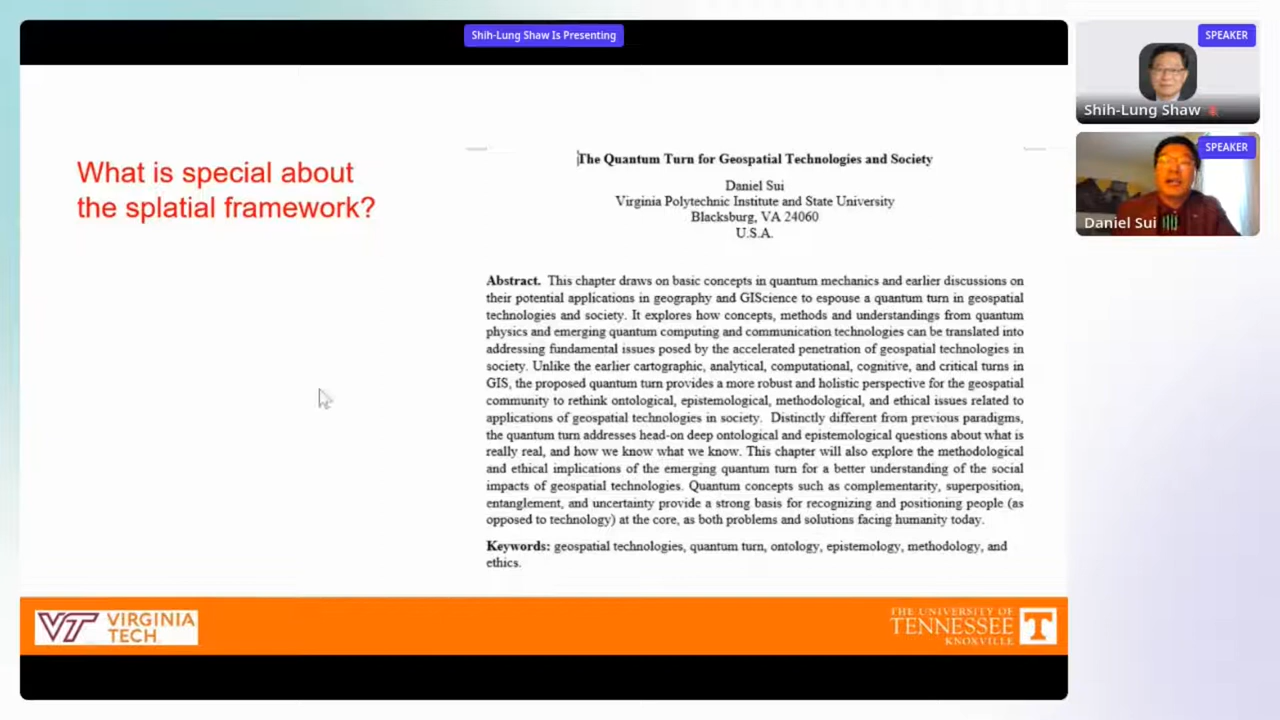 Shih-Lung Shaw Is Presenting
SPEAKER
Shih-Lung Shaw
SPEAKER
Daniel Sui
What is special about
the splatial framework?
The Quantum Turn for Geospatial Technologies and Society
Daniel Sui
Virginia Polytechnic Institute and State University
Blacksburg, VA 24060
U.S.A.
Abstract. This chapter draws on basic concepts in quantum mechanics and earlier discussions on
their potential applications in geography and GIScience to espouse a quantum turn in geospatial
technologies and society. It explores how concepts, methods and understandings from quantum
physics and emerging quantum computing and communication technologies can be translated into
addressing fundamental issues posed by the accelerated penetration of geospatial technologies in
society. Unlike the earlier cartographic, analytical, computational, cognitive, and critical turns in
GIS, the proposed quantum turn provides a more robust and holistic perspective for the geospatial
community to rethink ontological, epistemological, methodological, and ethical issues related to
applications of geospatial technologies in society. Distinctly different from previous paradigms,
the quantum turn addresses head-on deep ontological and epistemological questions about what is
really real, and how we know what we know. This chapter will also explore the methodological
and ethical implications of the emerging quantum turn for a better understanding of the social
impacts of geospatial technologies. Quantum concepts such as complementarity, superposition,
entanglement, and uncertainty provide a strong basis for recognizing and positioning people (as
opposed to technology) at the core, as both problems and solutions facing humanity today.
Keywords: geospatial technologies, quantum turn, ontology, epistemology, methodology, and
ethics.
VT VIRGINIA
TECH
THE UNIVERSITY OF
TENNESSEE
KNOXVILLE
T